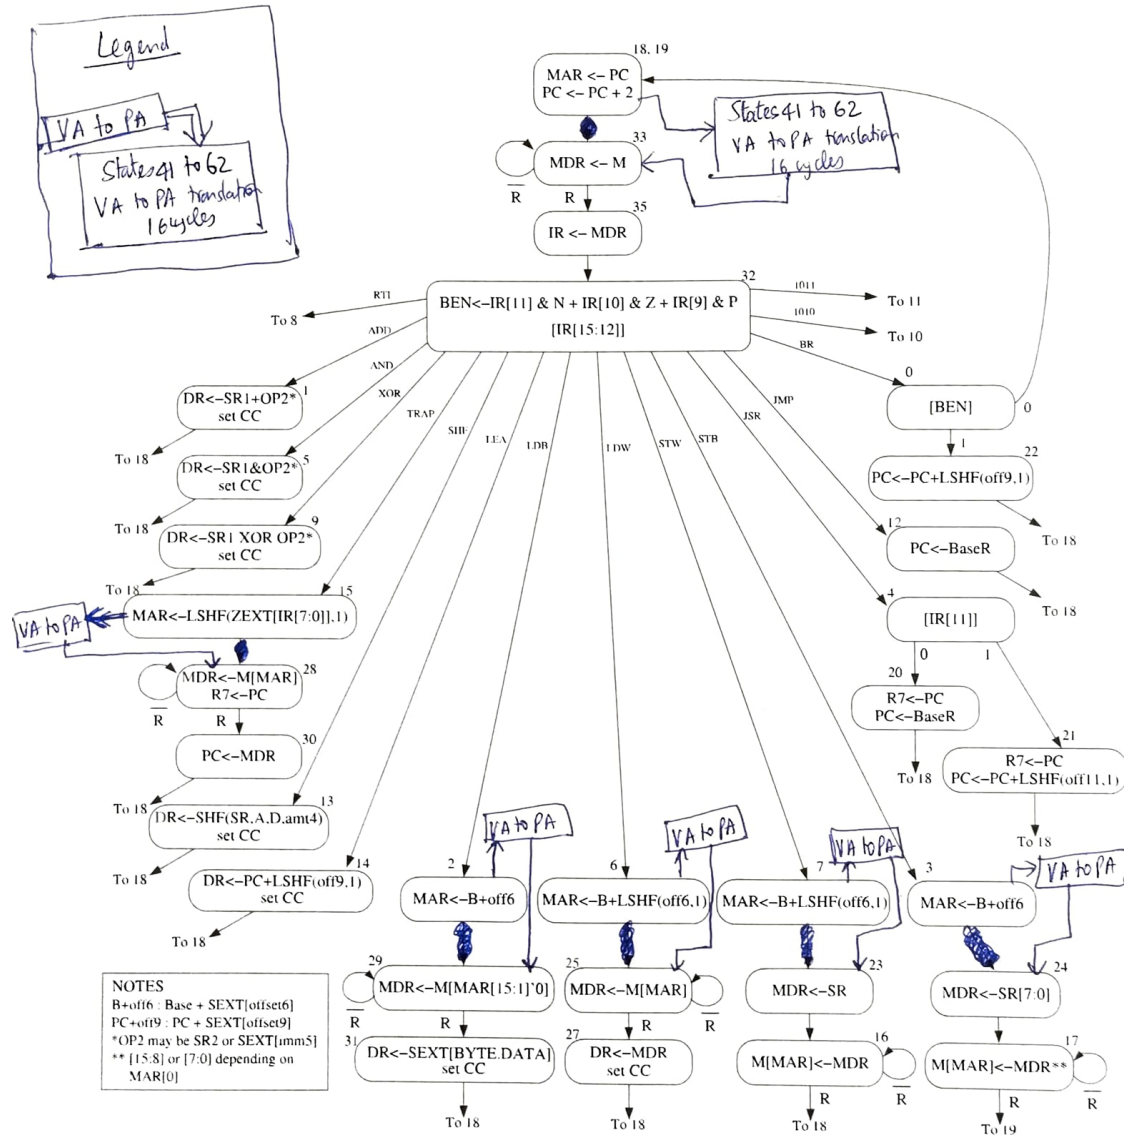 Legend
VA to PA
States 41 to 62
VA to PA translation
16 cycles
18, 19
MAR <– PC
PC <– PC + 2
States 41 to 62
VA to PA translation
16 cycles
33
MDR <– M
R
R
35
IR <– MDR
32
BEN<–IR[11] & N + IR[10] & Z + IR[9] & P
[IR[15:12]]
RTI
To 8
1011
To 11
1010
To 10
ADD
AND
XOR
TRAP
SHF
LEA
LDB
LDW
STW
STB
JSR
JMP
BR
1
DR<–SR1+OP2*
set CC
To 18
5
DR<–SR1&OP2*
set CC
To 18
9
DR<–SR1 XOR OP2*
set CC
To 18
15
MAR<–LSHF(ZEXT[IR[7:0]],1)
VA to PA
28
MDR<–M[MAR]
R7<–PC
R
R
30
PC<–MDR
To 18
13
DR<–SHF(SR,A,D,amt4)
set CC
To 18
14
DR<–PC+LSHF(off9,1)
set CC
To 18
0
[BEN]
0
1
22
PC<–PC+LSHF(off9,1)
To 18
12
PC<–BaseR
To 18
4
[IR[11]]
0
1
20
R7<–PC
PC<–BaseR
To 18
21
R7<–PC
PC<–PC+LSHF(off11,1)
To 18
VA to PA
2
MAR<–B+off6
29
MDR<–M[MAR[15:1]'0]
R
R
31
DR<–SEXT[BYTE.DATA]
set CC
To 18
VA to PA
6
MAR<–B+LSHF(off6,1)
25
MDR<–M[MAR]
R
R
27
DR<–MDR
set CC
To 18
VA to PA
7
MAR<–B+LSHF(off6,1)
23
MDR<–SR
16
M[MAR]<–MDR
R
R
To 18
VA to PA
3
MAR<–B+off6
24
MDR<–SR[7:0]
17
M[MAR]<–MDR**
R
R
To 19
NOTES
B+off6 : Base + SEXT[offset6]
PC+off9 : PC + SEXT[offset9]
*OP2 may be SR2 or SEXT[imm5]
** [15:8] or [7:0] depending on
MAR[0]